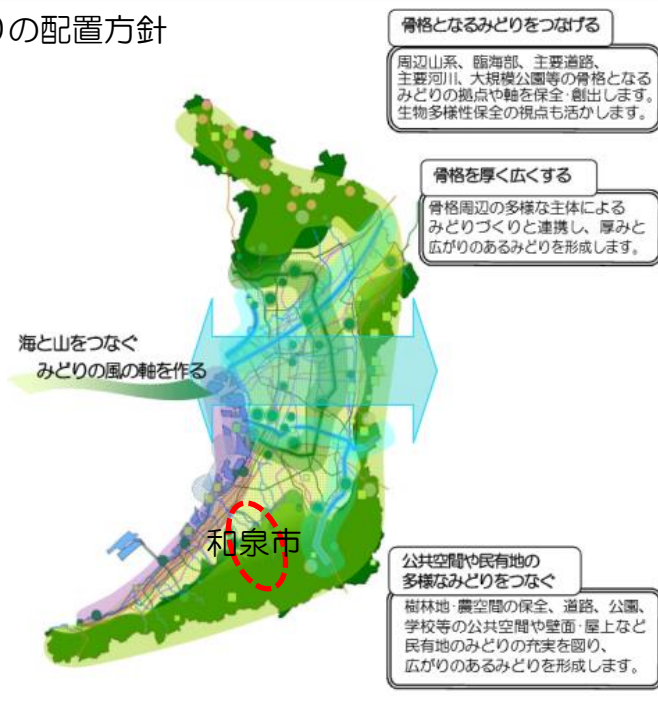 りの配置方針
骨格となるみどりをつなげる
周辺山系、臨海部、主要道路、
主要河川、大規模公園等の骨格となる
みどりの拠点や軸を保全・創出します。
生物多様性保全の視点も活かします。
骨格を厚く広くする
骨格周辺の多様な主体による
みどりづくりと連携し、厚みと
広がりのあるみどりを形成します。
海と山をつなぐ
みどりの風の軸を作る
和泉市
公共空間や民有地の
多様なみどりをつなぐ
樹林地・農空間の保全、道路、公園、
学校等の公共空間や壁面・屋上など
民有地のみどりの充実を図り、
広がりのあるみどりを形成します。